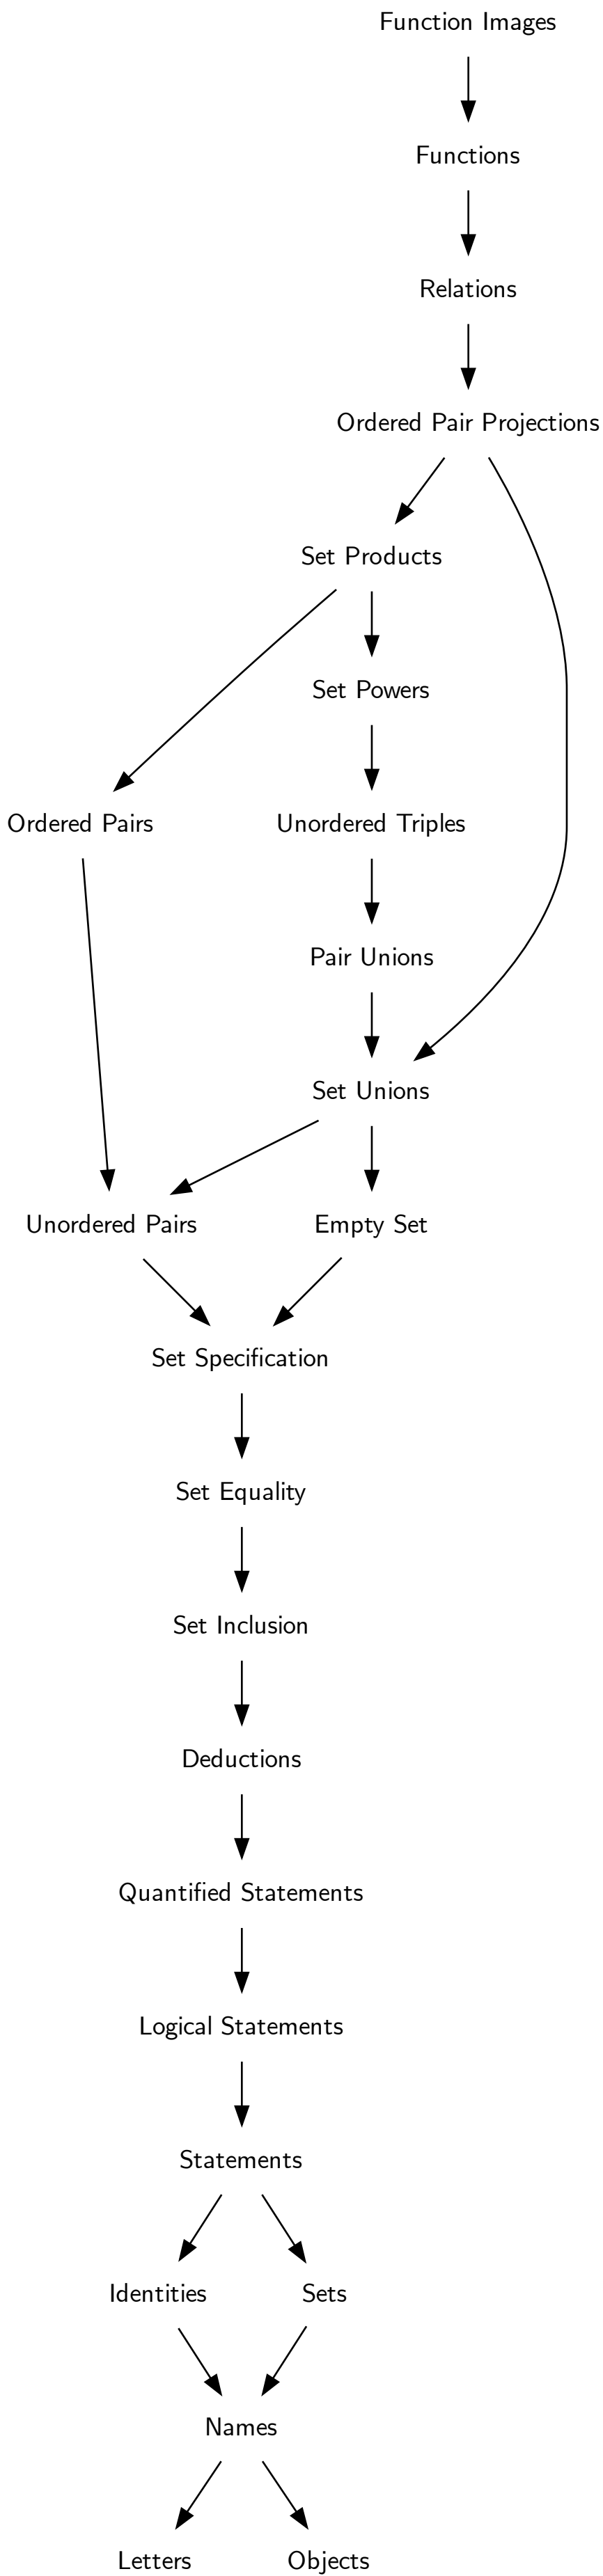 Function Images
Functions
Relations
Ordered Pair Projections
Set Products
Set Powers
Ordered Pairs
Unordered Triples
Pair Unions
Set Unions
Unordered Pairs
Empty Set
Set Specification
Set Equality
Set Inclusion
Deductions
Quantified Statements
Logical Statements
Statements
Identities
Sets
Names
Letters
Objects